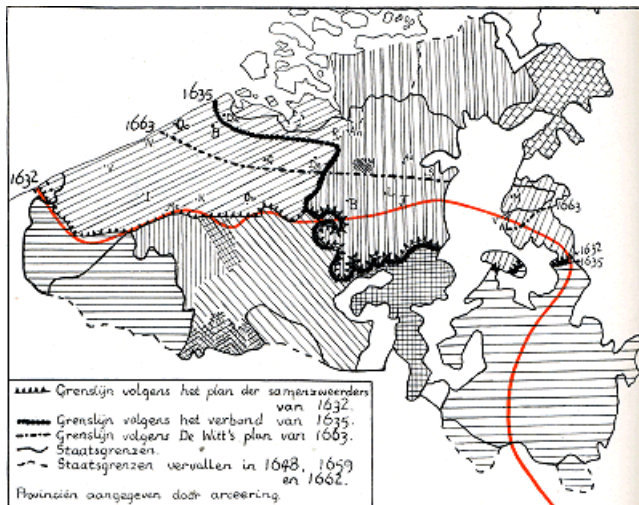 1635
1663
1632
1663
1632
1635
Grenslijn volgens het plan der samenzweerders
van 1632.
Grenslijn volgens het verbond van 1635.
Grenslijn volgens De Witt's plan van 1663.
Staatsgrenzen.
Staatsgrenzen vervallen in 1648, 1659
en 1662.
Provinciën aangegeven door arceering.